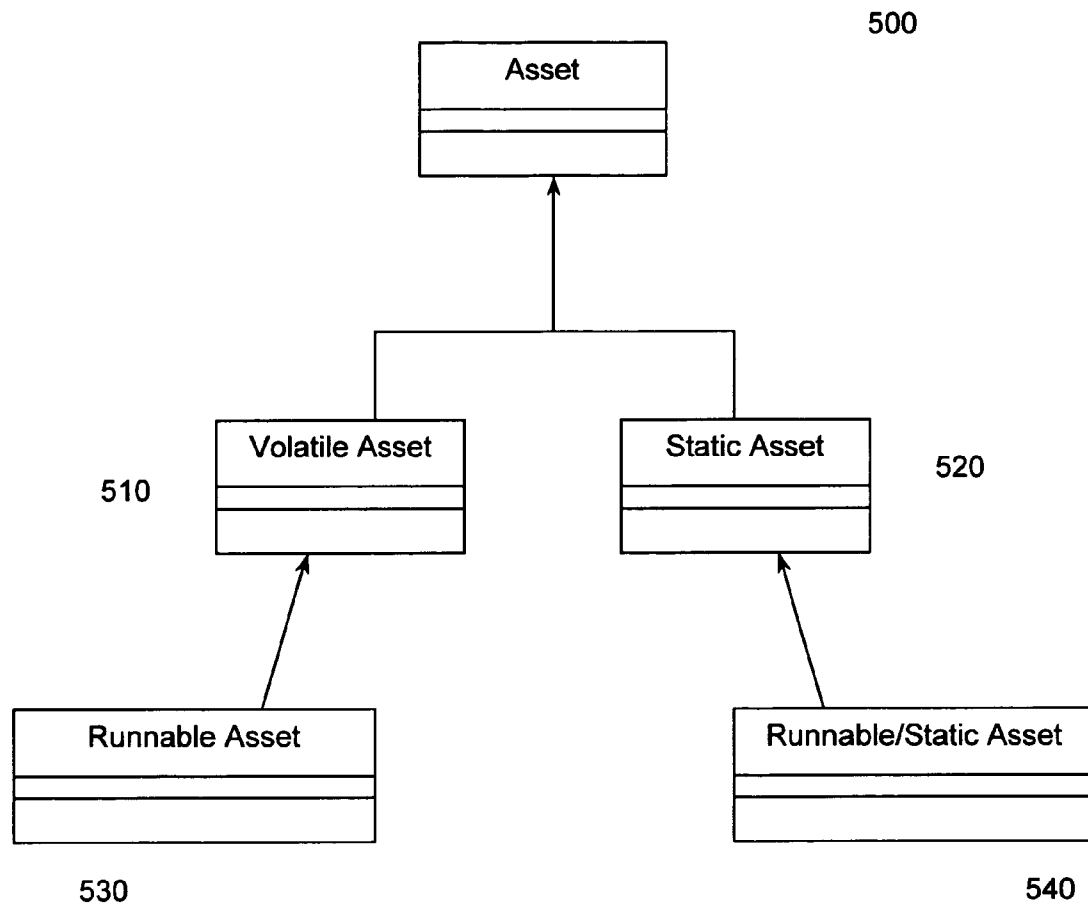 500
Asset
Volatile Asset
Static Asset
510
520
Runnable Asset
Runnable/Static Asset
530
540